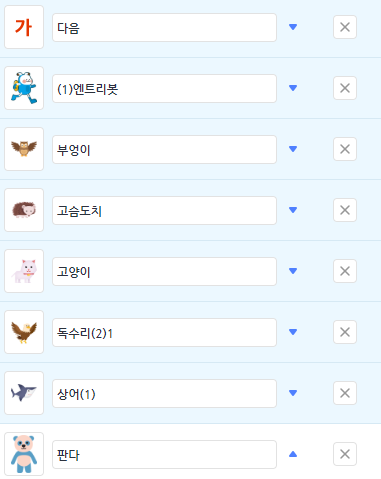 가
다음
(1)엔트리봇
부엉이
고슴도치
고양이
독수리(2)1
상어(1)
판다